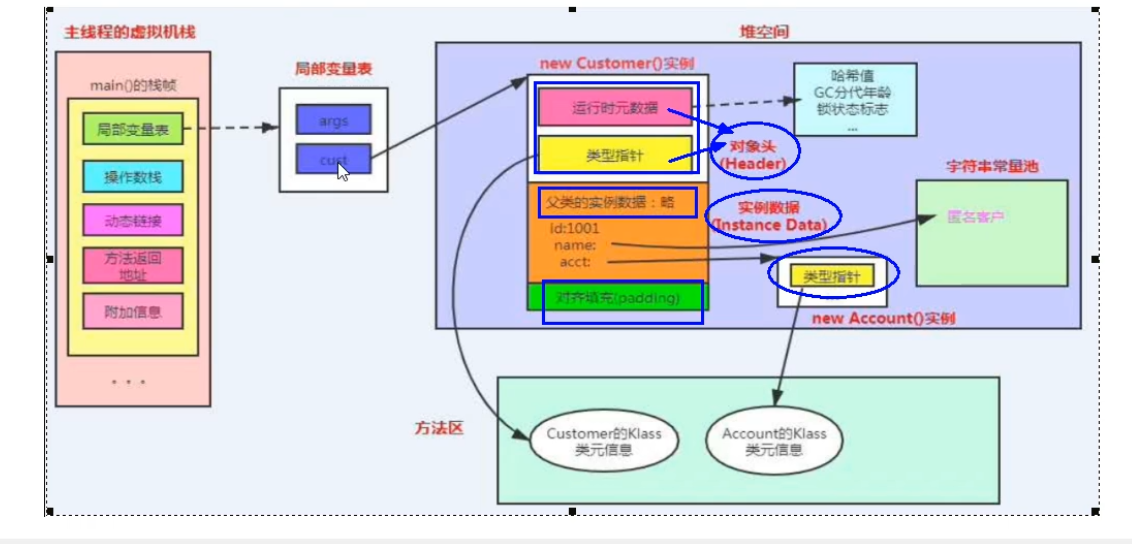 主线程的虚拟机栈
main()的栈帧
局部变量表
操作数栈
动态链接
方法返回
地址
附加信息
...
局部变量表
args
cust
堆空间
new Customer()实例
运行时元数据
类型指针
父类的实例数据：略
id:1001
name:
acct:
对齐填充(padding)
哈希值
GC分代年龄
锁状态标志
...
对象头
(Header)
实例数据
(Instance Data)
字符串常量池
匿名客户
类型指针
new Account()实例
方法区
Customer的Klass
类元信息
Account的Klass
类元信息